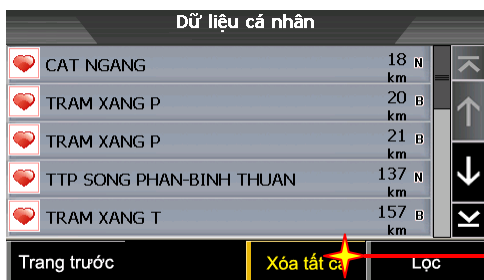 Dữ liệu cá nhân
CAT NGANG 18 km N
TRAM XANG P 20 km B
TRAM XANG P 21 km B
TTP SONG PHAN-BINH THUAN 137 km N
TRAM XANG T 157 km B
Trang trước Xóa tất cả Lọc